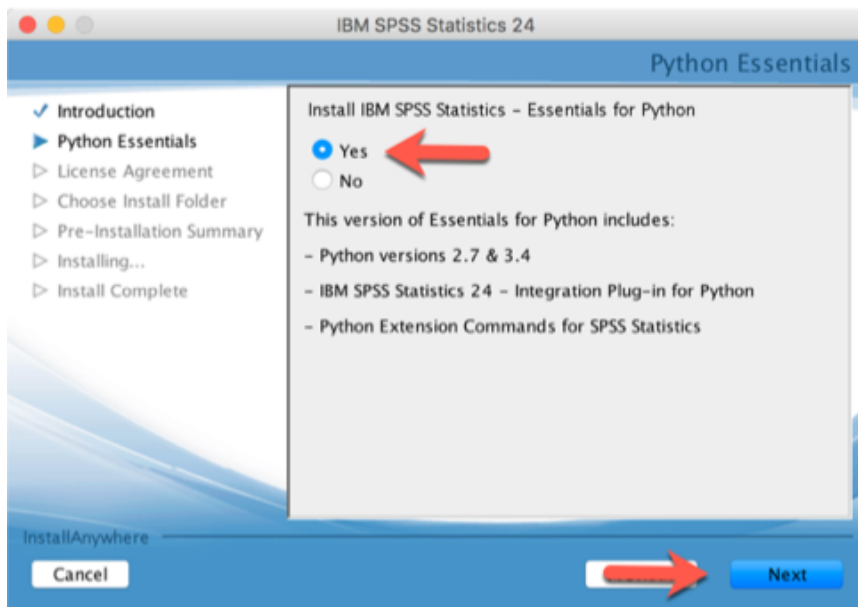 IBM SPSS Statistics 24
Python Essentials
Introduction
Python Essentials
License Agreement
Choose Install Folder
Pre-Installation Summary
Installing...
Install Complete
Install IBM SPSS Statistics - Essentials for Python
Yes
No
This version of Essentials for Python includes:
- Python versions 2.7 & 3.4
- IBM SPSS Statistics 24 - Integration Plug-in for Python
- Python Extension Commands for SPSS Statistics
InstallAnywhere
Cancel
Next